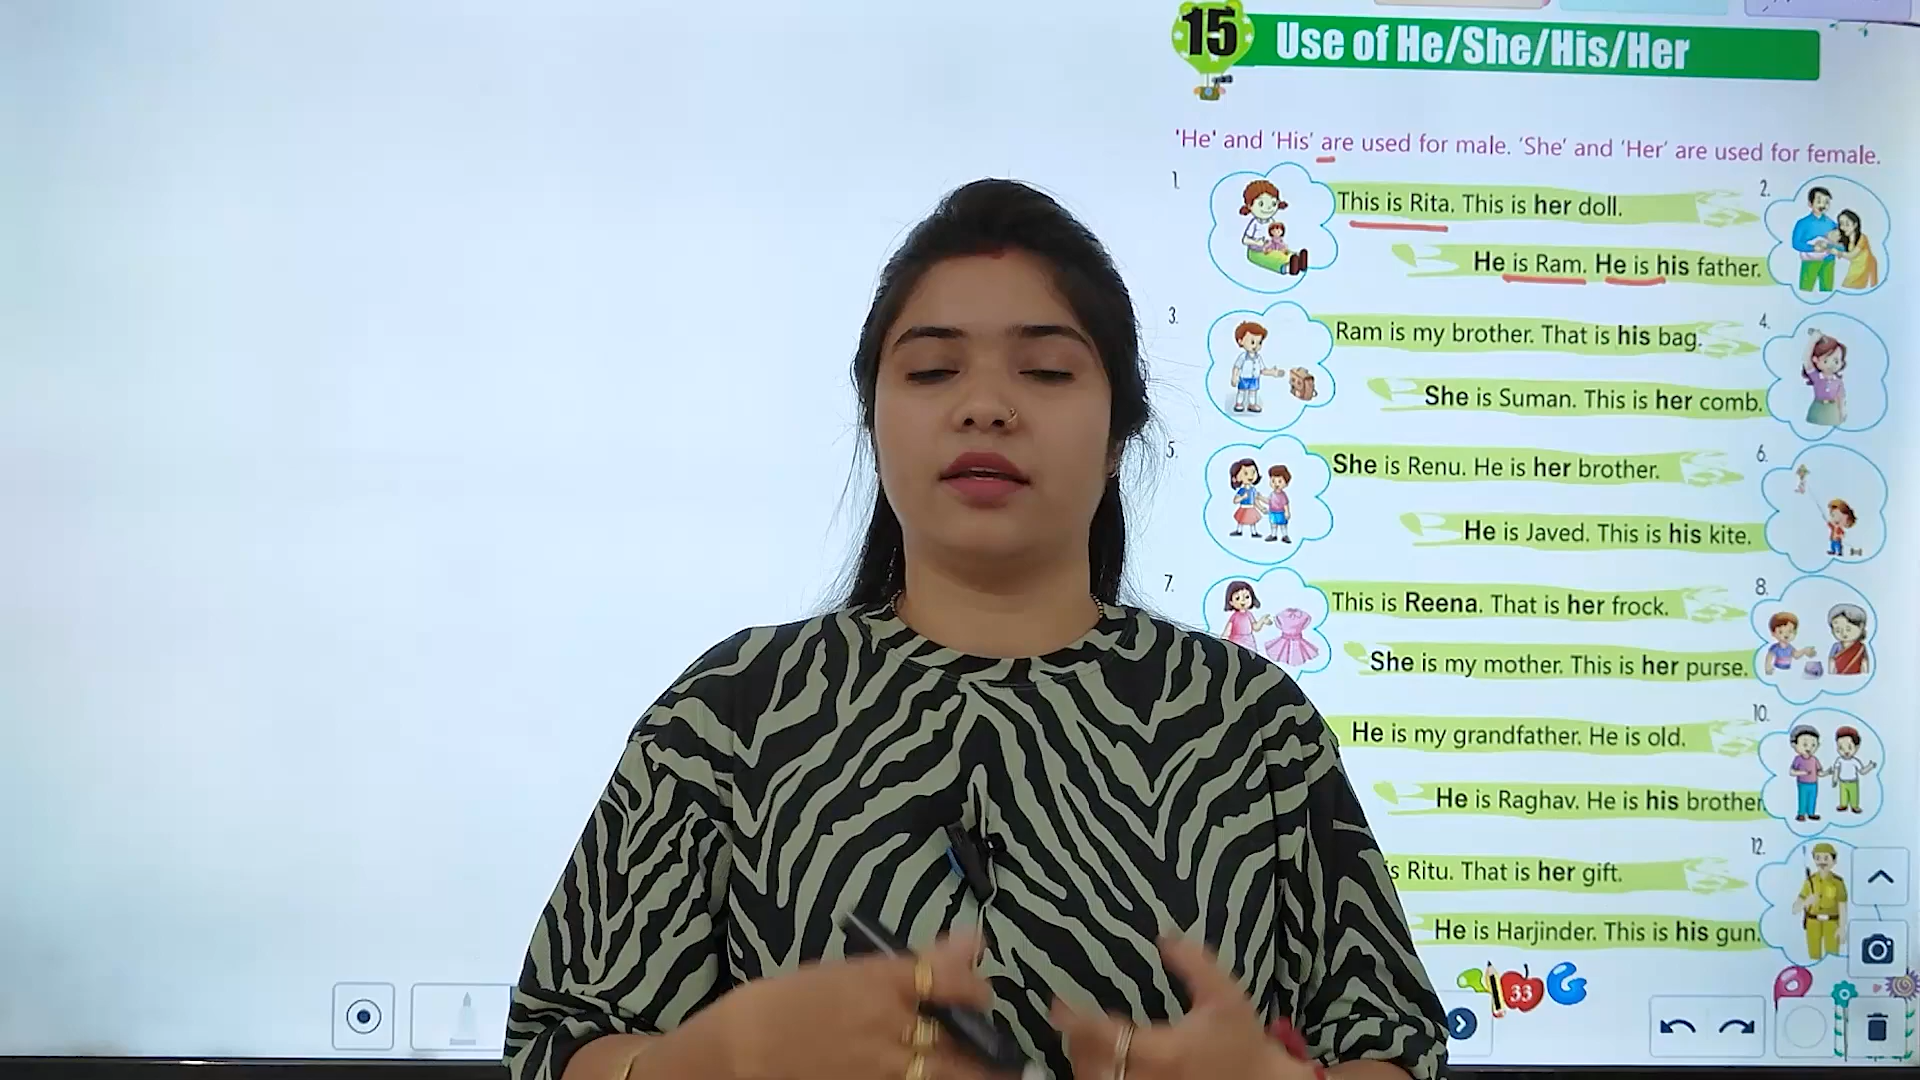 15
Use of He/She/His/Her
'He' and 'His' are used for male. 'She' and 'Her' are used for female.
1.
This is Rita. This is her doll.
2.
He is Ram. He is his father.
3.
Ram is my brother. That is his bag.
4.
She is Suman. This is her comb.
5.
She is Renu. He is her brother.
6.
He is Javed. This is his kite.
7.
This is Reena. That is her frock.
8.
She is my mother. This is her purse.
He is my grandfather. He is old.
10.
He is Raghav. He is his brother
is Ritu. That is her gift.
12.
He is Harjinder. This is his gun.
33